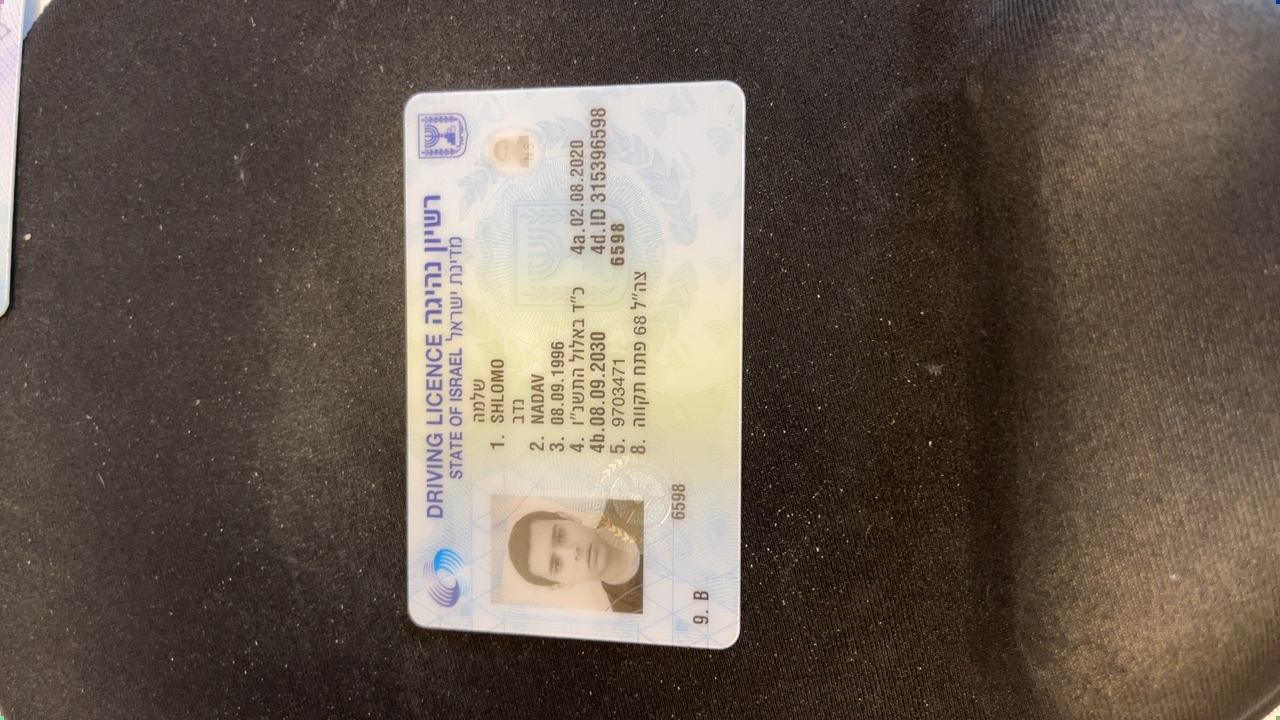 DRIVING LICENCE רשיון נהיגה
STATE OF ISRAEL מדינת ישראל
שלמה
1. SHLOMO
נדב
2. NADAV
3. 08.09.1996
4. כ"ד באלול התשנ"ו 4a.02.08.2020
4b.08.09.2030 4d.ID 315396598
5. 9703471 6598
8. צה"ל 68 פתח תקווה
6598
9. B